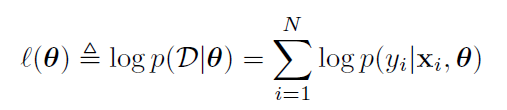 ℓ(θ) ≜ log p(𝒟|θ) = ∑_{i=1}^{N} log p(y_i|x_i, θ)